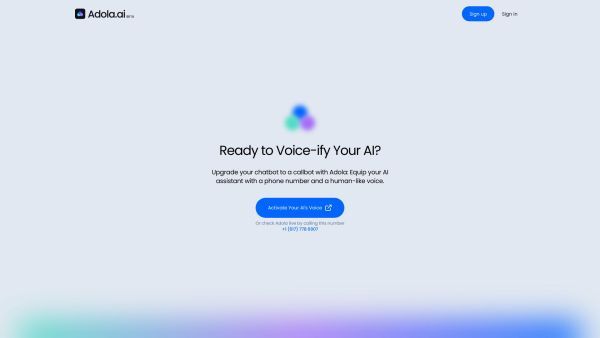 Adola.ai BETA
Sign up
Sign in
Ready to Voice-ify Your AI?
Upgrade your chatbot to a callbot with Adola: Equip your AI
assistant with a phone number and a human-like voice.
Activate Your AI's Voice
Or check Adola live by calling this number
+1 (617) 778 6907